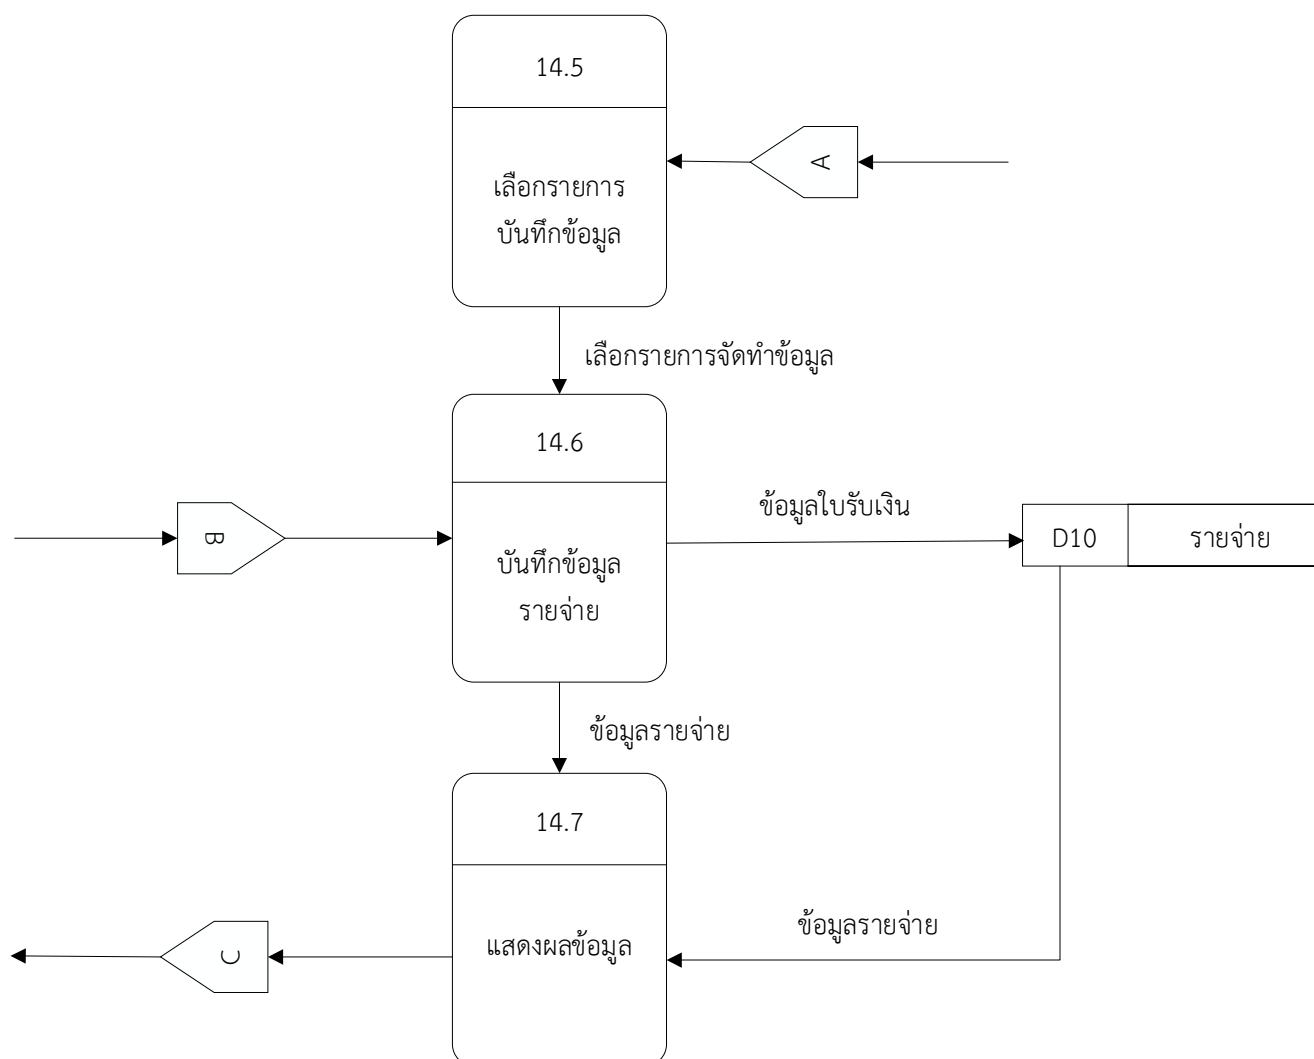 14.5
เลือกรายการ
บันทึกข้อมูล
A
เลือกรายการจัดทำข้อมูล
14.6
บันทึกข้อมูล
รายจ่าย
B
ข้อมูลใบรับเงิน
D10
รายจ่าย
ข้อมูลรายจ่าย
14.7
แสดงผลข้อมูล
ข้อมูลรายจ่าย
C